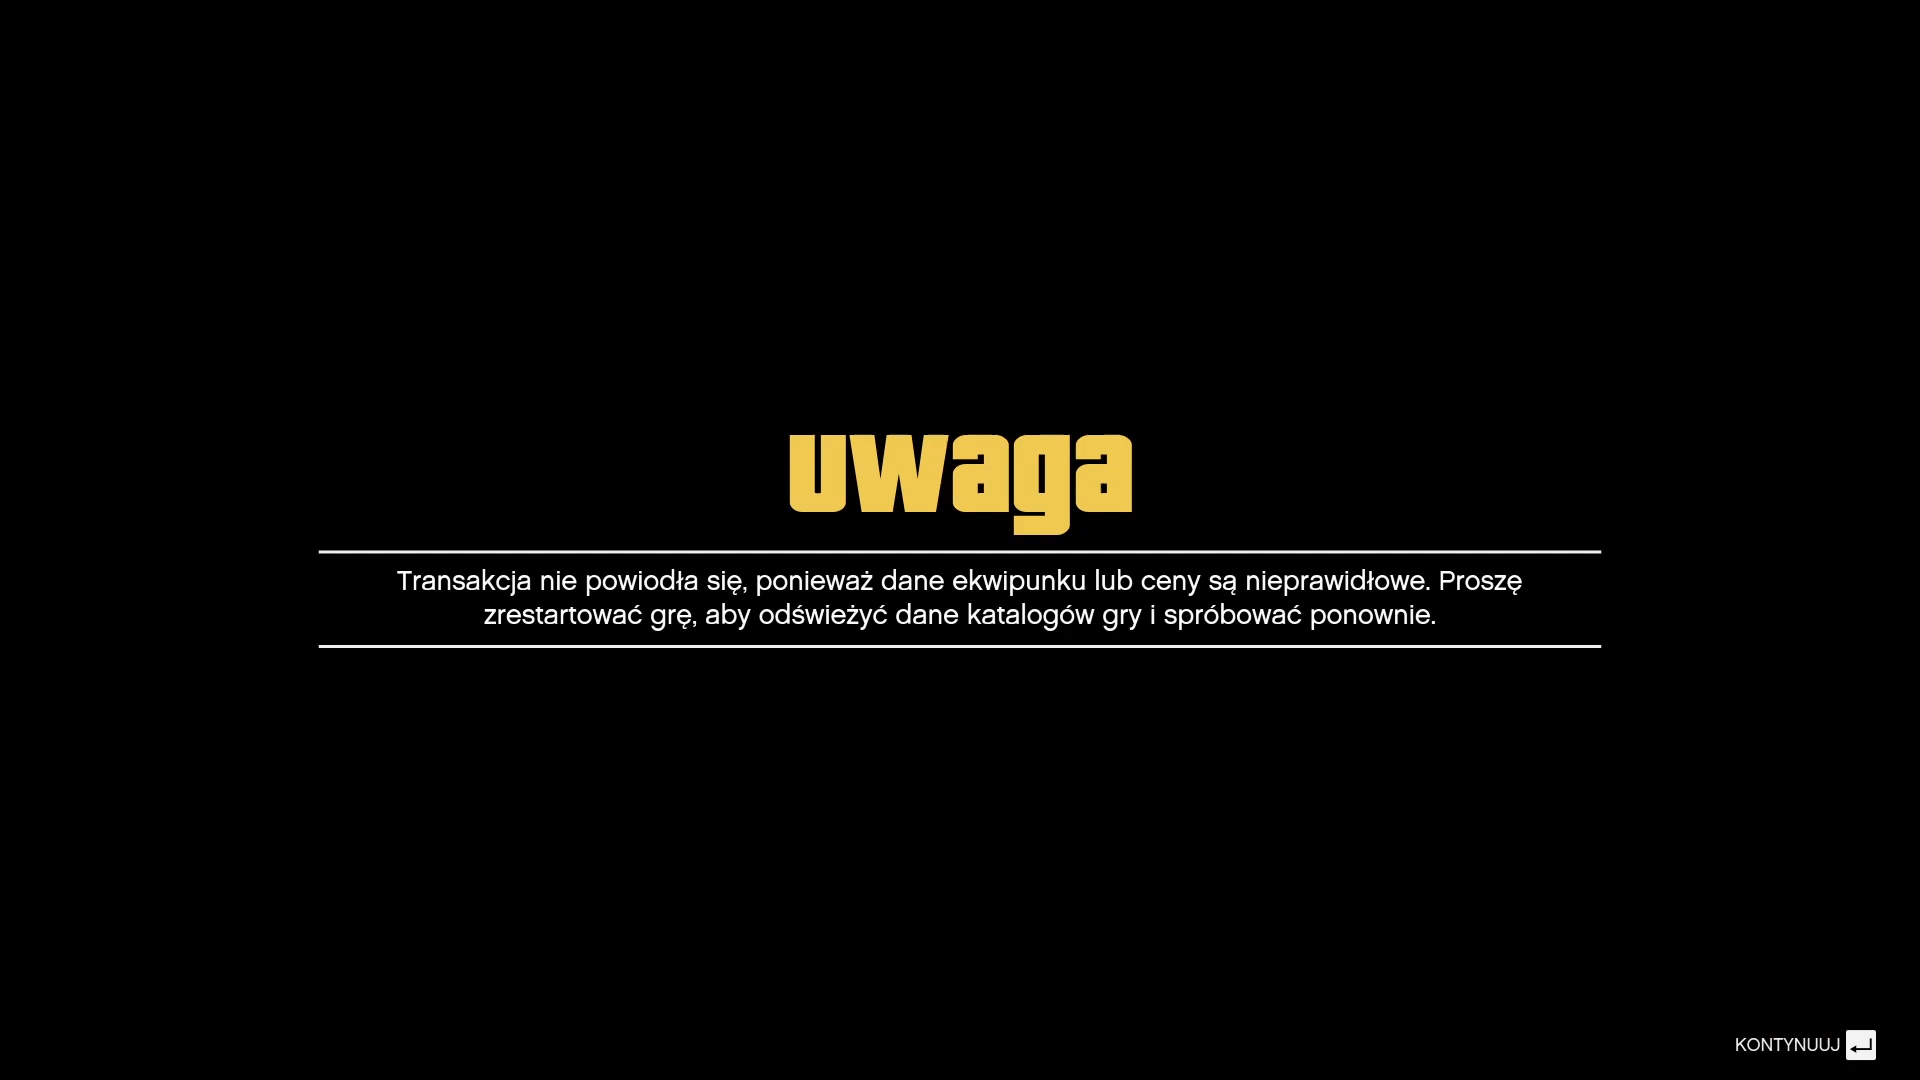 uwaga
Transakcja nie powiodła się, ponieważ dane ekwipunku lub ceny są nieprawidłowe. Proszę
zrestartować grę, aby odświeżyć dane katalogów gry i spróbować ponownie.
KONTYNUUJ